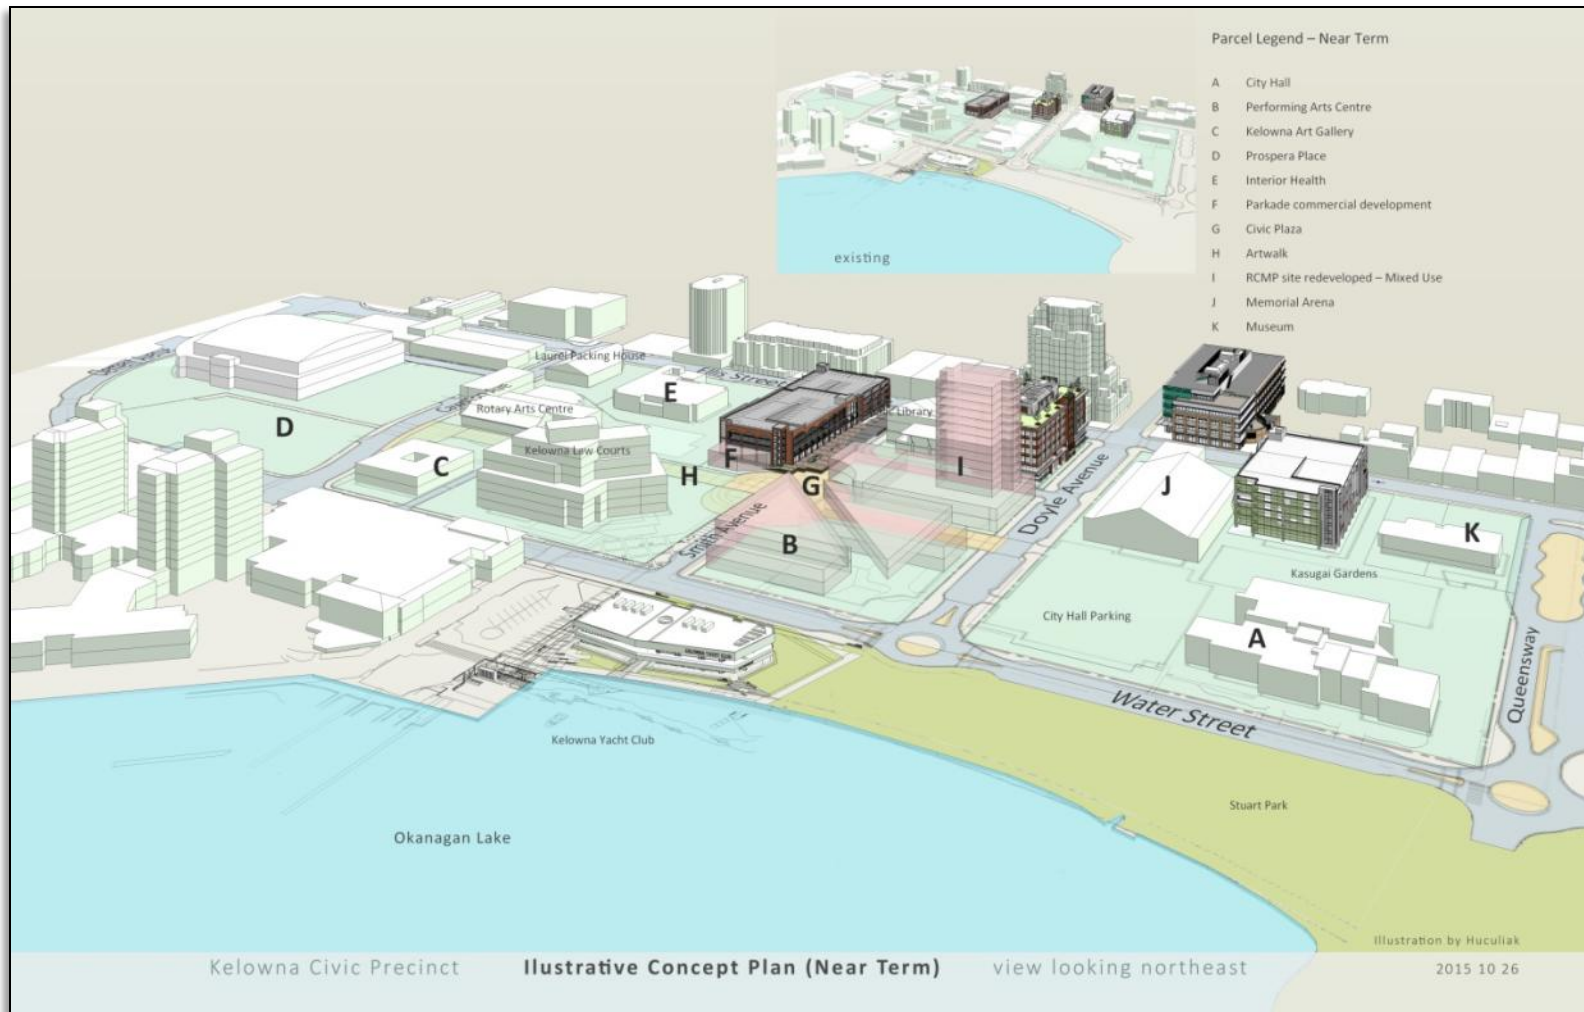 Parcel Legend – Near Term
A City Hall
B Performing Arts Centre
C Kelowna Art Gallery
D Prospera Place
E Interior Health
F Parkade commercial development
G Civic Plaza
H Artwalk
I RCMP site redeveloped – Mixed Use
J Memorial Arena
K Museum
existing
Laurel Packing House
Ellis Street
E
Rotary Arts Centre
Library
D
Kelowna Law Courts
C
F
I
H
G
J
Doyle Avenue
Smith Avenue
B
K
Kasugai Gardens
City Hall Parking
A
Queensway
Water Street
Kelowna Yacht Club
Stuart Park
Okanagan Lake
Illustration by Huculiak
Kelowna Civic Precinct Ilustrative Concept Plan (Near Term) view looking northeast 2015 10 26